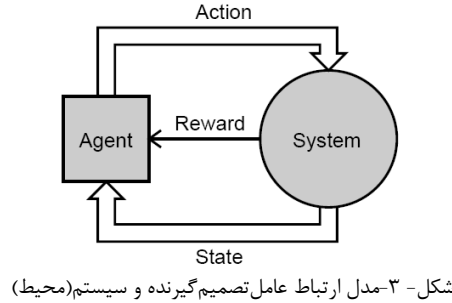 Action
Agent
Reward
System
State
شکل- ۳-مدل ارتباط عامل‌تصمیم‌گیرنده و سیستم(محیط)